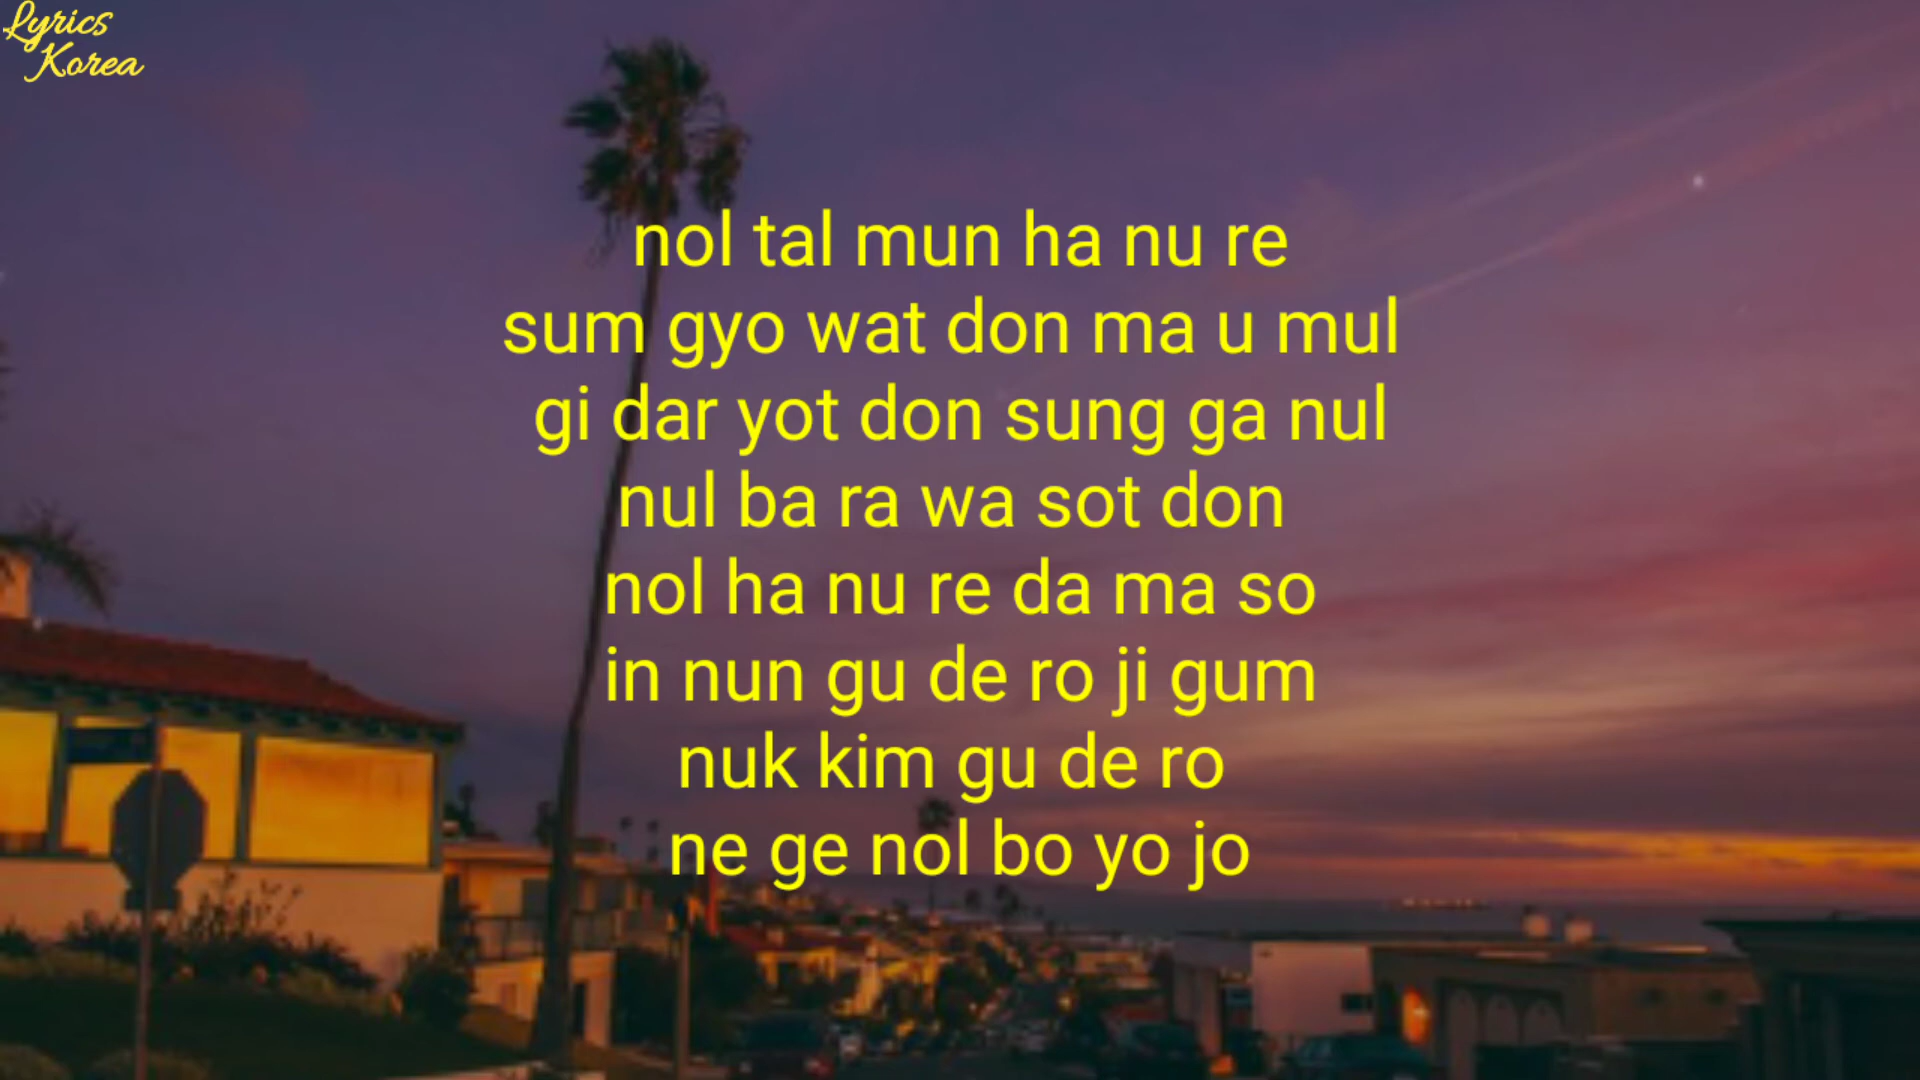 Lyrics
Korea
nol tal mun ha nu re
sum gyo wat don ma u mul
gi dar yot don sung ga nul
nul ba ra wa sot don
nol ha nu re da ma so
in nun gu de ro ji gum
nuk kim gu de ro
ne ge nol bo yo jo